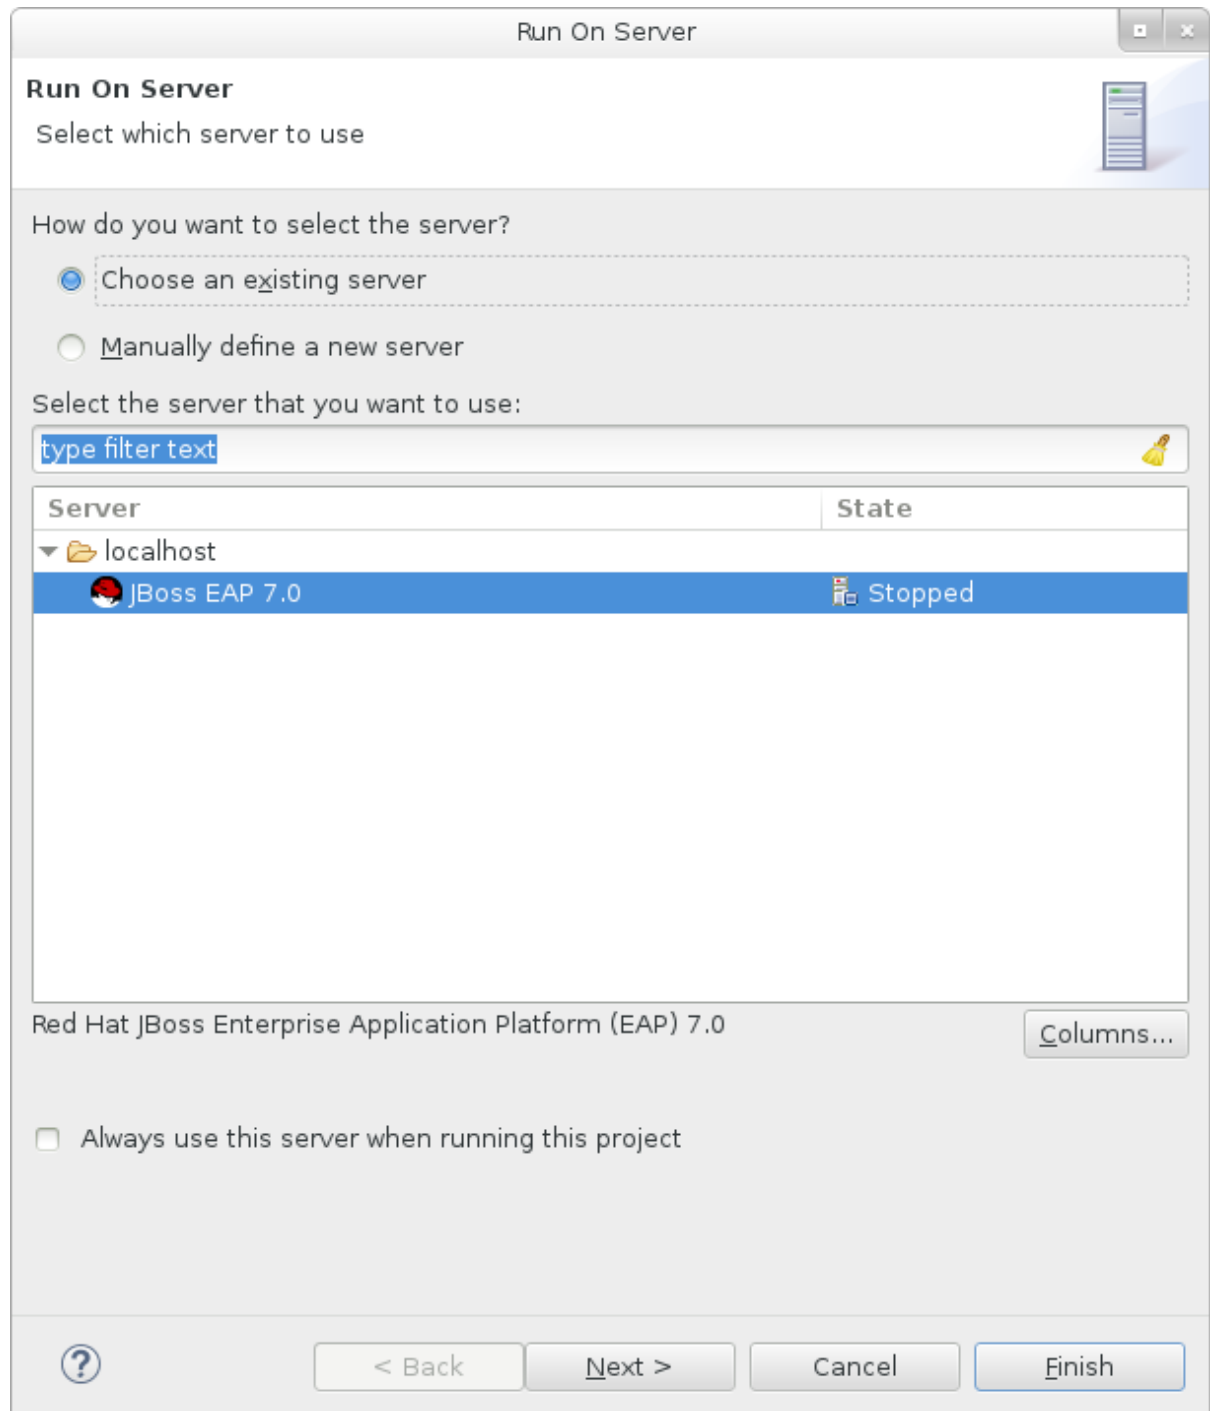 Run On Server
Run On Server
Select which server to use
How do you want to select the server?
Choose an existing server
Manually define a new server
Select the server that you want to use:
type filter text
Server State
localhost
JBoss EAP 7.0 Stopped
Red Hat JBoss Enterprise Application Platform (EAP) 7.0
Columns...
Always use this server when running this project
? < Back Next > Cancel Finish